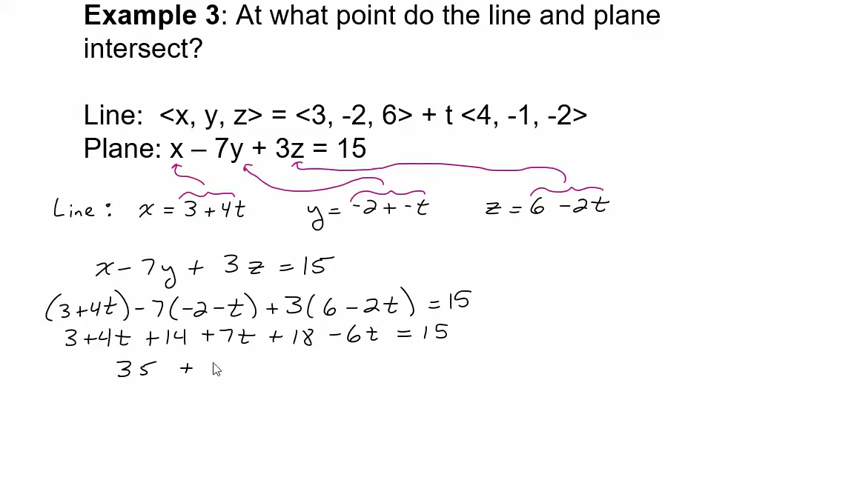 Example 3: At what point do the line and plane
intersect?
Line: <x, y, z> = <3, -2, 6> + t <4, -1, -2>
Plane: x – 7y + 3z = 15
Line: x = 3+4t y = -2 + -t z = 6 -2t
x - 7y + 3z = 15
(3+4t) - 7(-2-t) + 3(6-2t) = 15
3+4t +14 +7t +18 -6t = 15
35 +